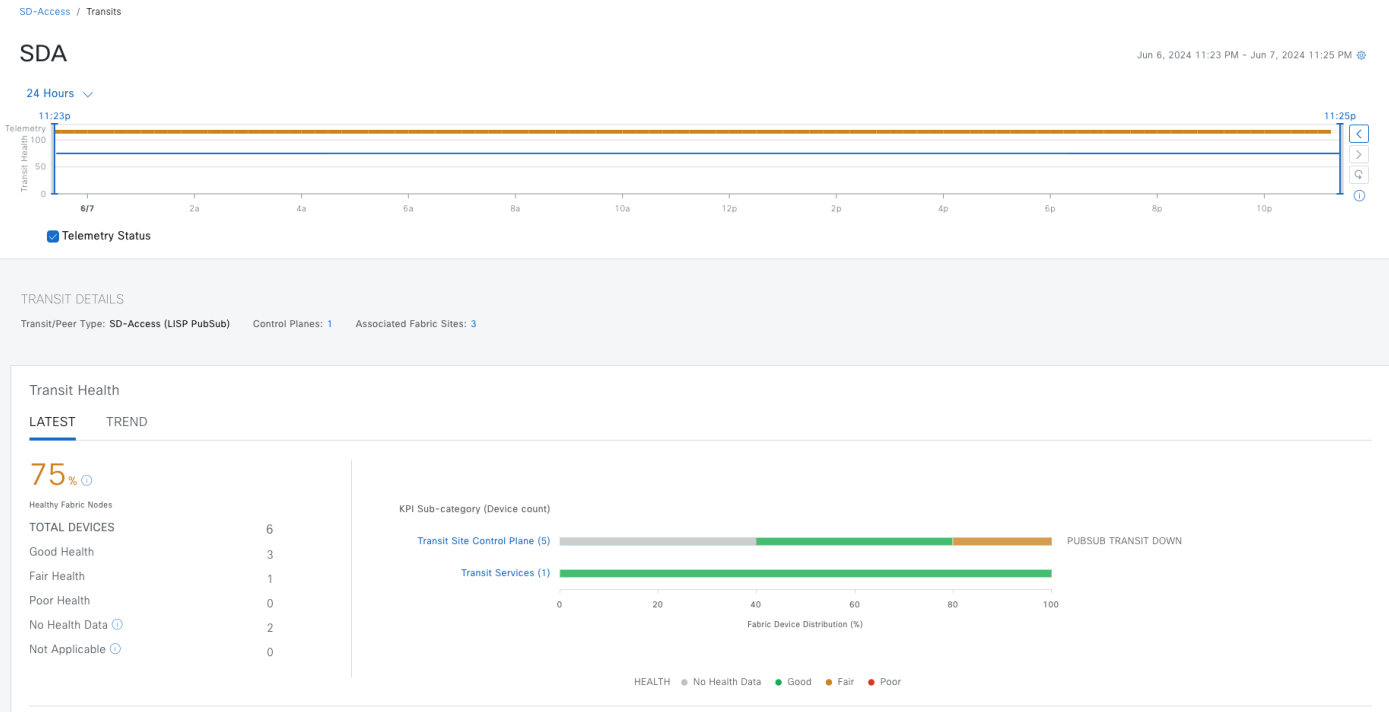 SD-Access / Transits
SDA
Jun 6, 2024 11:23 PM - Jun 7, 2024 11:25 PM
24 Hours
11:23p 11:25p
Telemetry
Transit Health
100
50
0
6/7 2a 4a 6a 8a 10a 12p 2p 4p 6p 8p 10p
Telemetry Status
TRANSIT DETAILS
Transit/Peer Type: SD-Access (LISP PubSub) Control Planes: 1 Associated Fabric Sites: 3
Transit Health
LATEST TREND
75%
Healthy Fabric Nodes
TOTAL DEVICES 6
Good Health 3
Fair Health 1
Poor Health 0
No Health Data 2
Not Applicable 0
KPI Sub-category (Device count)
Transit Site Control Plane (5) PUBSUB TRANSIT DOWN
Transit Services (1)
0 20 40 60 80 100
Fabric Device Distribution (%)
HEALTH No Health Data Good Fair Poor